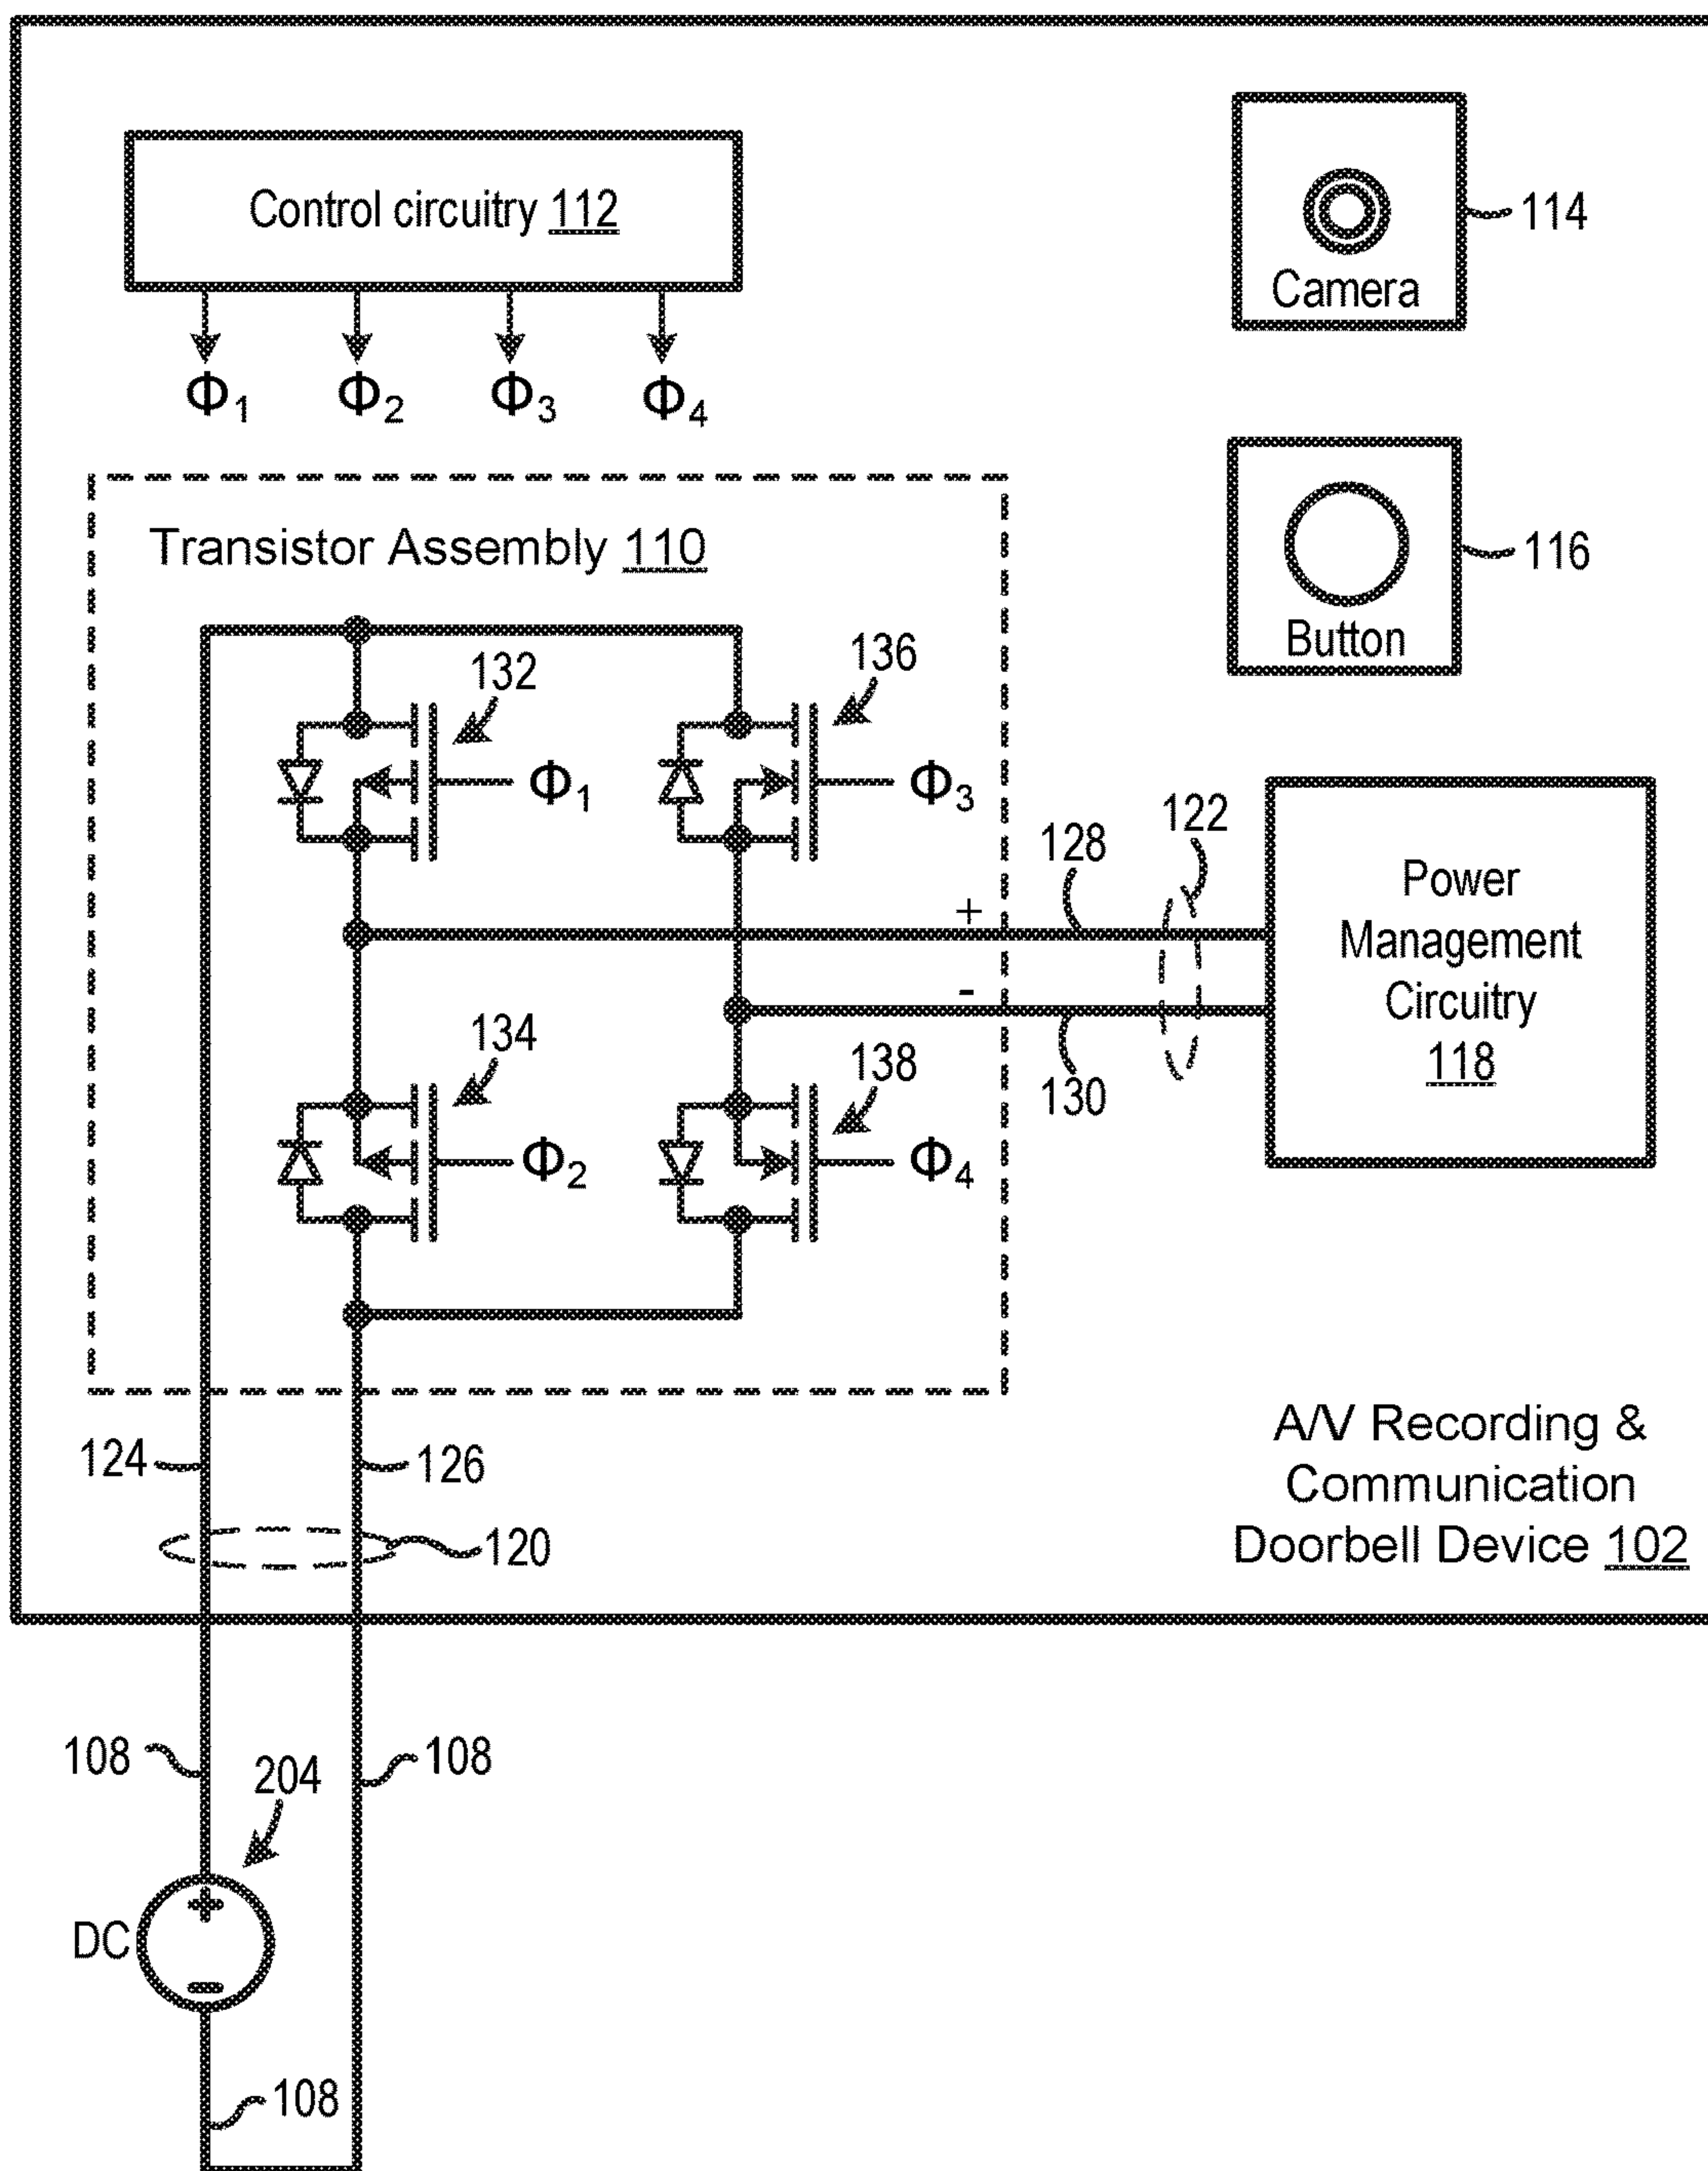 Control circuitry 112
Φ1
Φ2
Φ3
Φ4
114
Camera
116
Button
Transistor Assembly 110
132
136
Φ1
Φ3
128
122
+
-
130
Power
Management
Circuitry
118
134
138
Φ2
Φ4
124
126
120
A/V Recording &
Communication
Doorbell Device 102
108
204
108
DC
+
−
108